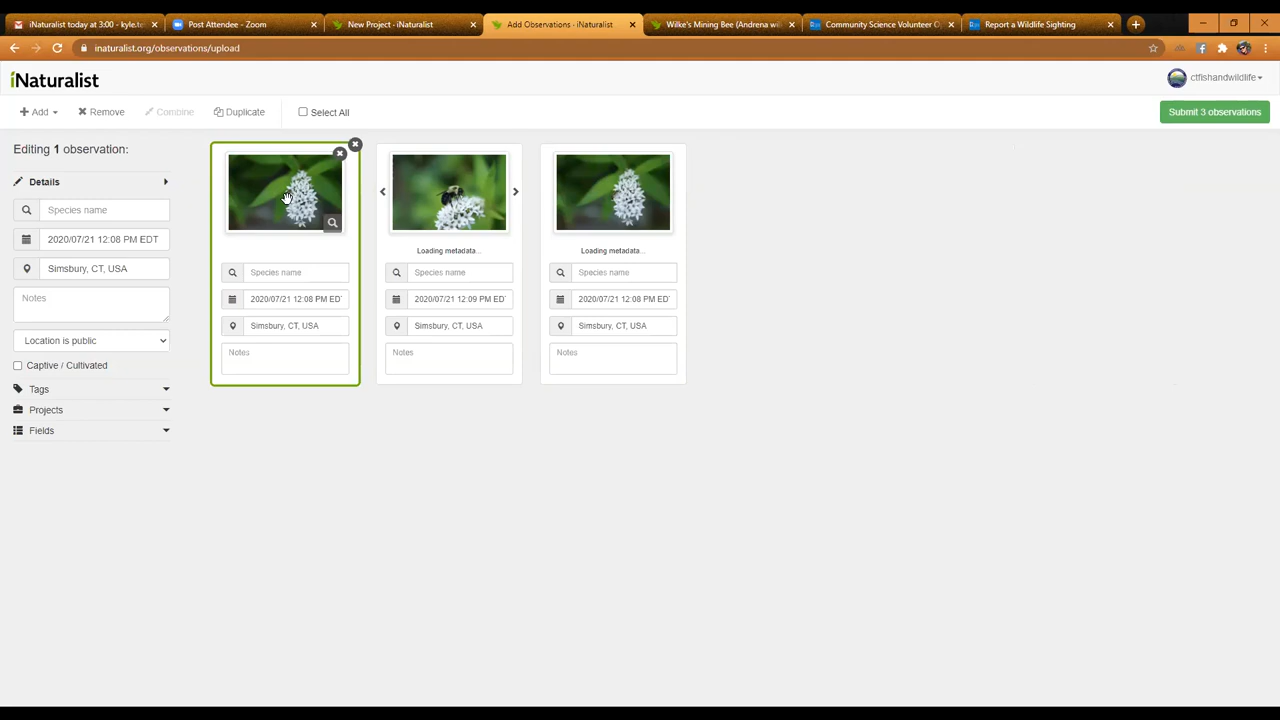 iNaturalist today at 3:00 - kyle.te
Post Attendee - Zoom
New Project - iNaturalist
Add Observations - iNaturalist
Wilke's Mining Bee (Andrena wil
Community Science Volunteer O
Report a Wildlife Sighting
inaturalist.org/observations/upload
iNaturalist
ctfishandwildlife
Add
Remove
Combine
Duplicate
Select All
Submit 3 observations
Editing 1 observation:
Details
Species name
2020/07/21 12:08 PM EDT
Simsbury, CT, USA
Notes
Location is public
Captive / Cultivated
Tags
Projects
Fields
Species name
2020/07/21 12:08 PM ED
Simsbury, CT, USA
Notes
Loading metadata...
Species name
2020/07/21 12:09 PM ED
Simsbury, CT, USA
Notes
Loading metadata...
Species name
2020/07/21 12:08 PM ED
Simsbury, CT, USA
Notes